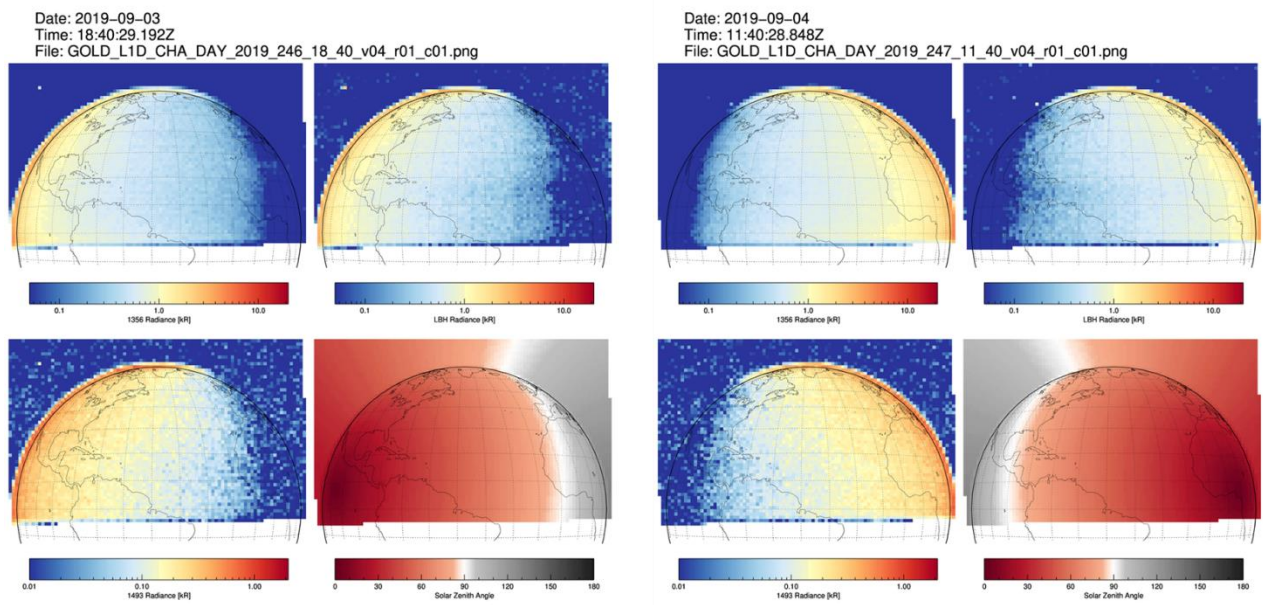 Date: 2019-09-03
Time: 18:40:29.192Z
File: GOLD_L1D_CHA_DAY_2019_246_18_40_v04_r01_c01.png
0.1 1.0 10.0
1356 Radiance [kR]
0.1 1.0 10.0
LBH Radiance [kR]
0.01 0.10 1.00
1493 Radiance [kR]
0 30 60 90 120 150 180
Solar Zenith Angle
Date: 2019-09-04
Time: 11:40:28.848Z
File: GOLD_L1D_CHA_DAY_2019_247_11_40_v04_r01_c01.png
0.1 1.0 10.0
1356 Radiance [kR]
0.1 1.0 10.0
LBH Radiance [kR]
0.01 0.10 1.00
1493 Radiance [kR]
0 30 60 90 120 150 180
Solar Zenith Angle